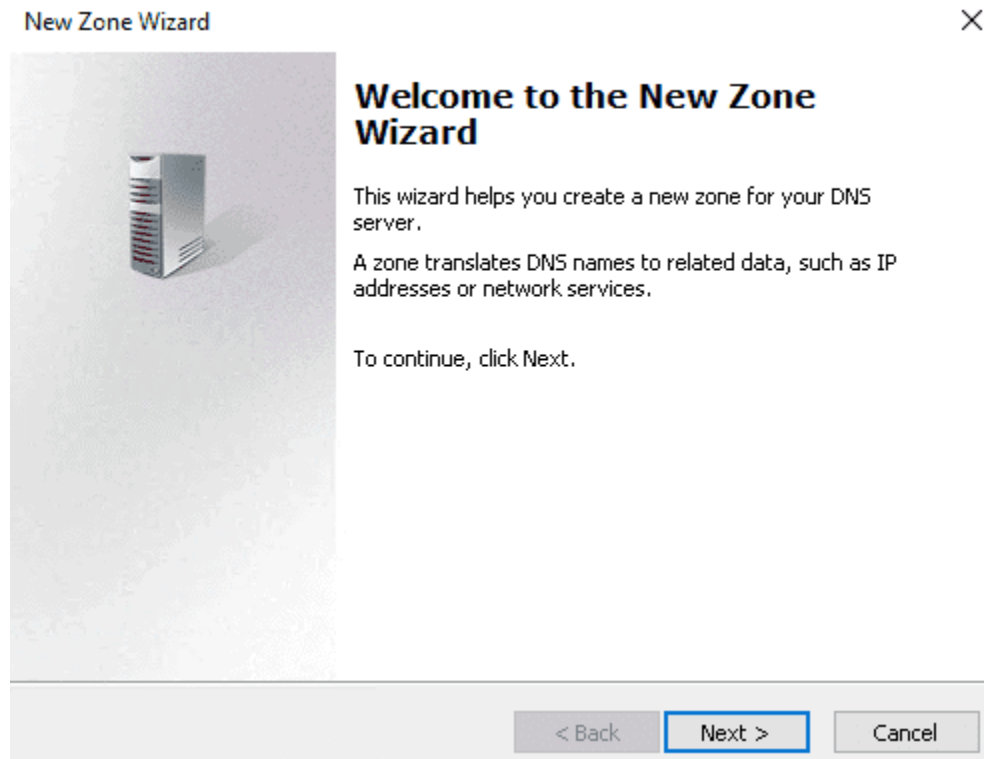 New Zone Wizard
Welcome to the New Zone
Wizard
This wizard helps you create a new zone for your DNS
server.
A zone translates DNS names to related data, such as IP
addresses or network services.
To continue, click Next.
< Back
Next >
Cancel